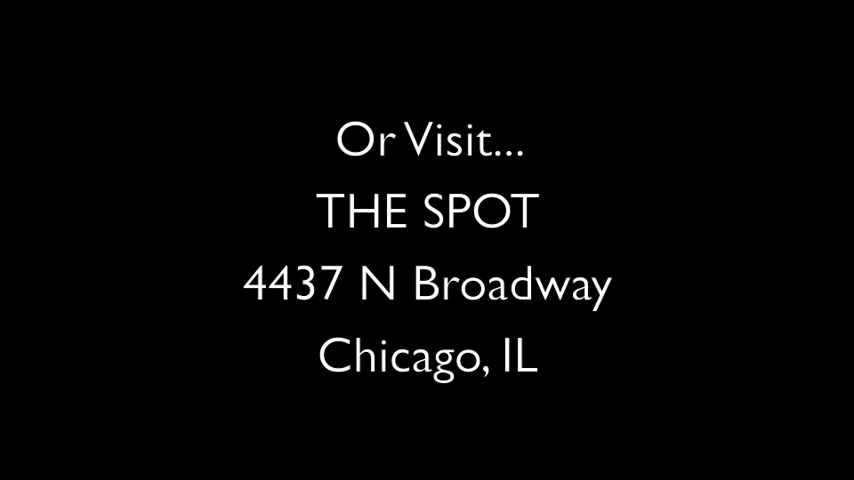 Or Visit...
THE SPOT
4437 N Broadway
Chicago, IL